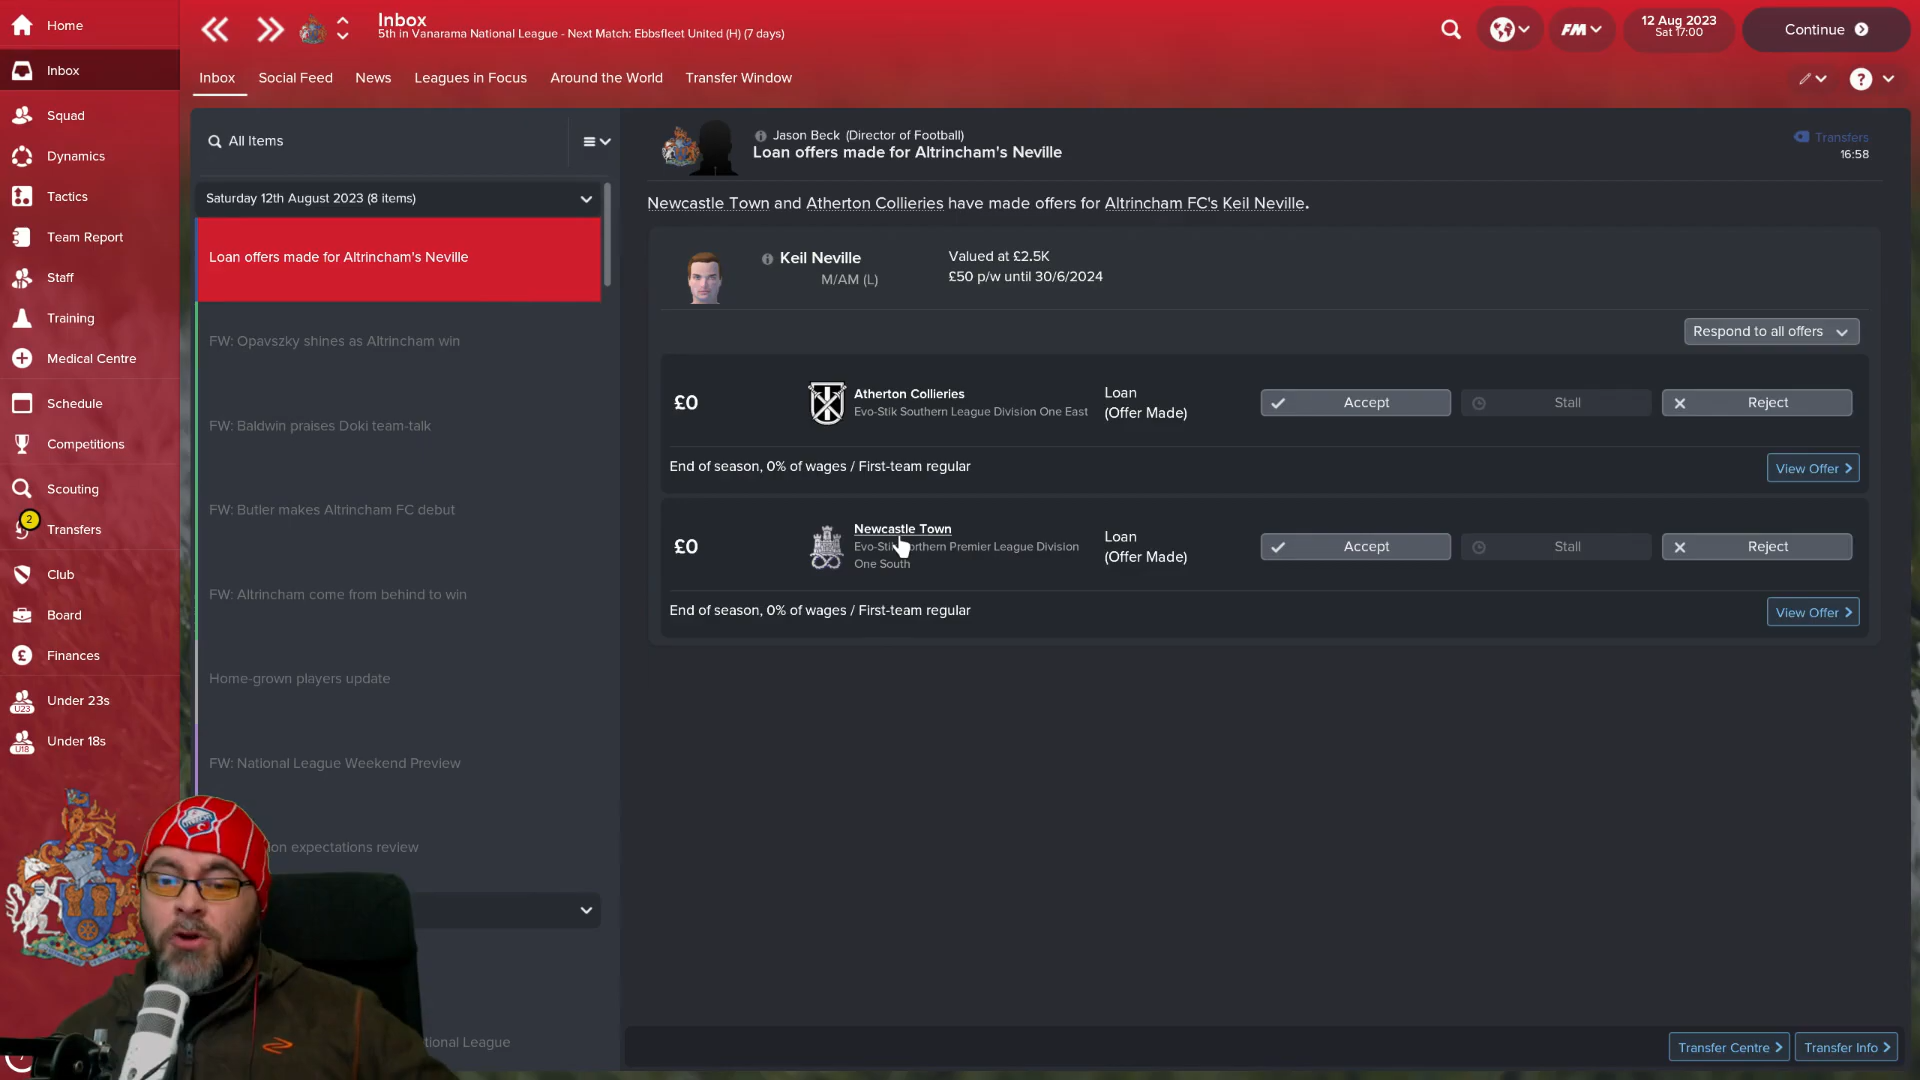 Home
Inbox
Squad
Dynamics
Tactics
Team Report
Staff
Training
Medical Centre
Schedule
Competitions
Scouting
2
Transfers
Club
Board
Finances
U23
Under 23s
U18
Under 18s
Inbox
5th in Vanarama National League - Next Match: Ebbsfleet United (H) (7 days)
FM
12 Aug 2023
Sat 17:00
Continue
Inbox
Social Feed
News
Leagues in Focus
Around the World
Transfer Window
?
All Items
Saturday 12th August 2023 (8 items)
Loan offers made for Altrincham's Neville
FW: Opavszky shines as Altrincham win
FW: Baldwin praises Doki team-talk
FW: Butler makes Altrincham FC debut
FW: Altrincham come from behind to win
Home-grown players update
FW: National League Weekend Preview
on expectations review
tional League
Jason Beck (Director of Football)
Loan offers made for Altrincham's Neville
Transfers
16:58
Newcastle Town and Atherton Collieries have made offers for Altrincham FC's Keil Neville.
Keil Neville
M/AM (L)
Valued at £2.5K
£50 p/w until 30/6/2024
Respond to all offers
£0
Atherton Collieries
Evo-Stik Southern League Division One East
Loan
(Offer Made)
Accept
Stall
Reject
End of season, 0% of wages / First-team regular
View Offer
£0
Newcastle Town
Evo-Stik Northern Premier League Division
One South
Loan
(Offer Made)
Accept
Stall
Reject
End of season, 0% of wages / First-team regular
View Offer
Transfer Centre
Transfer Info